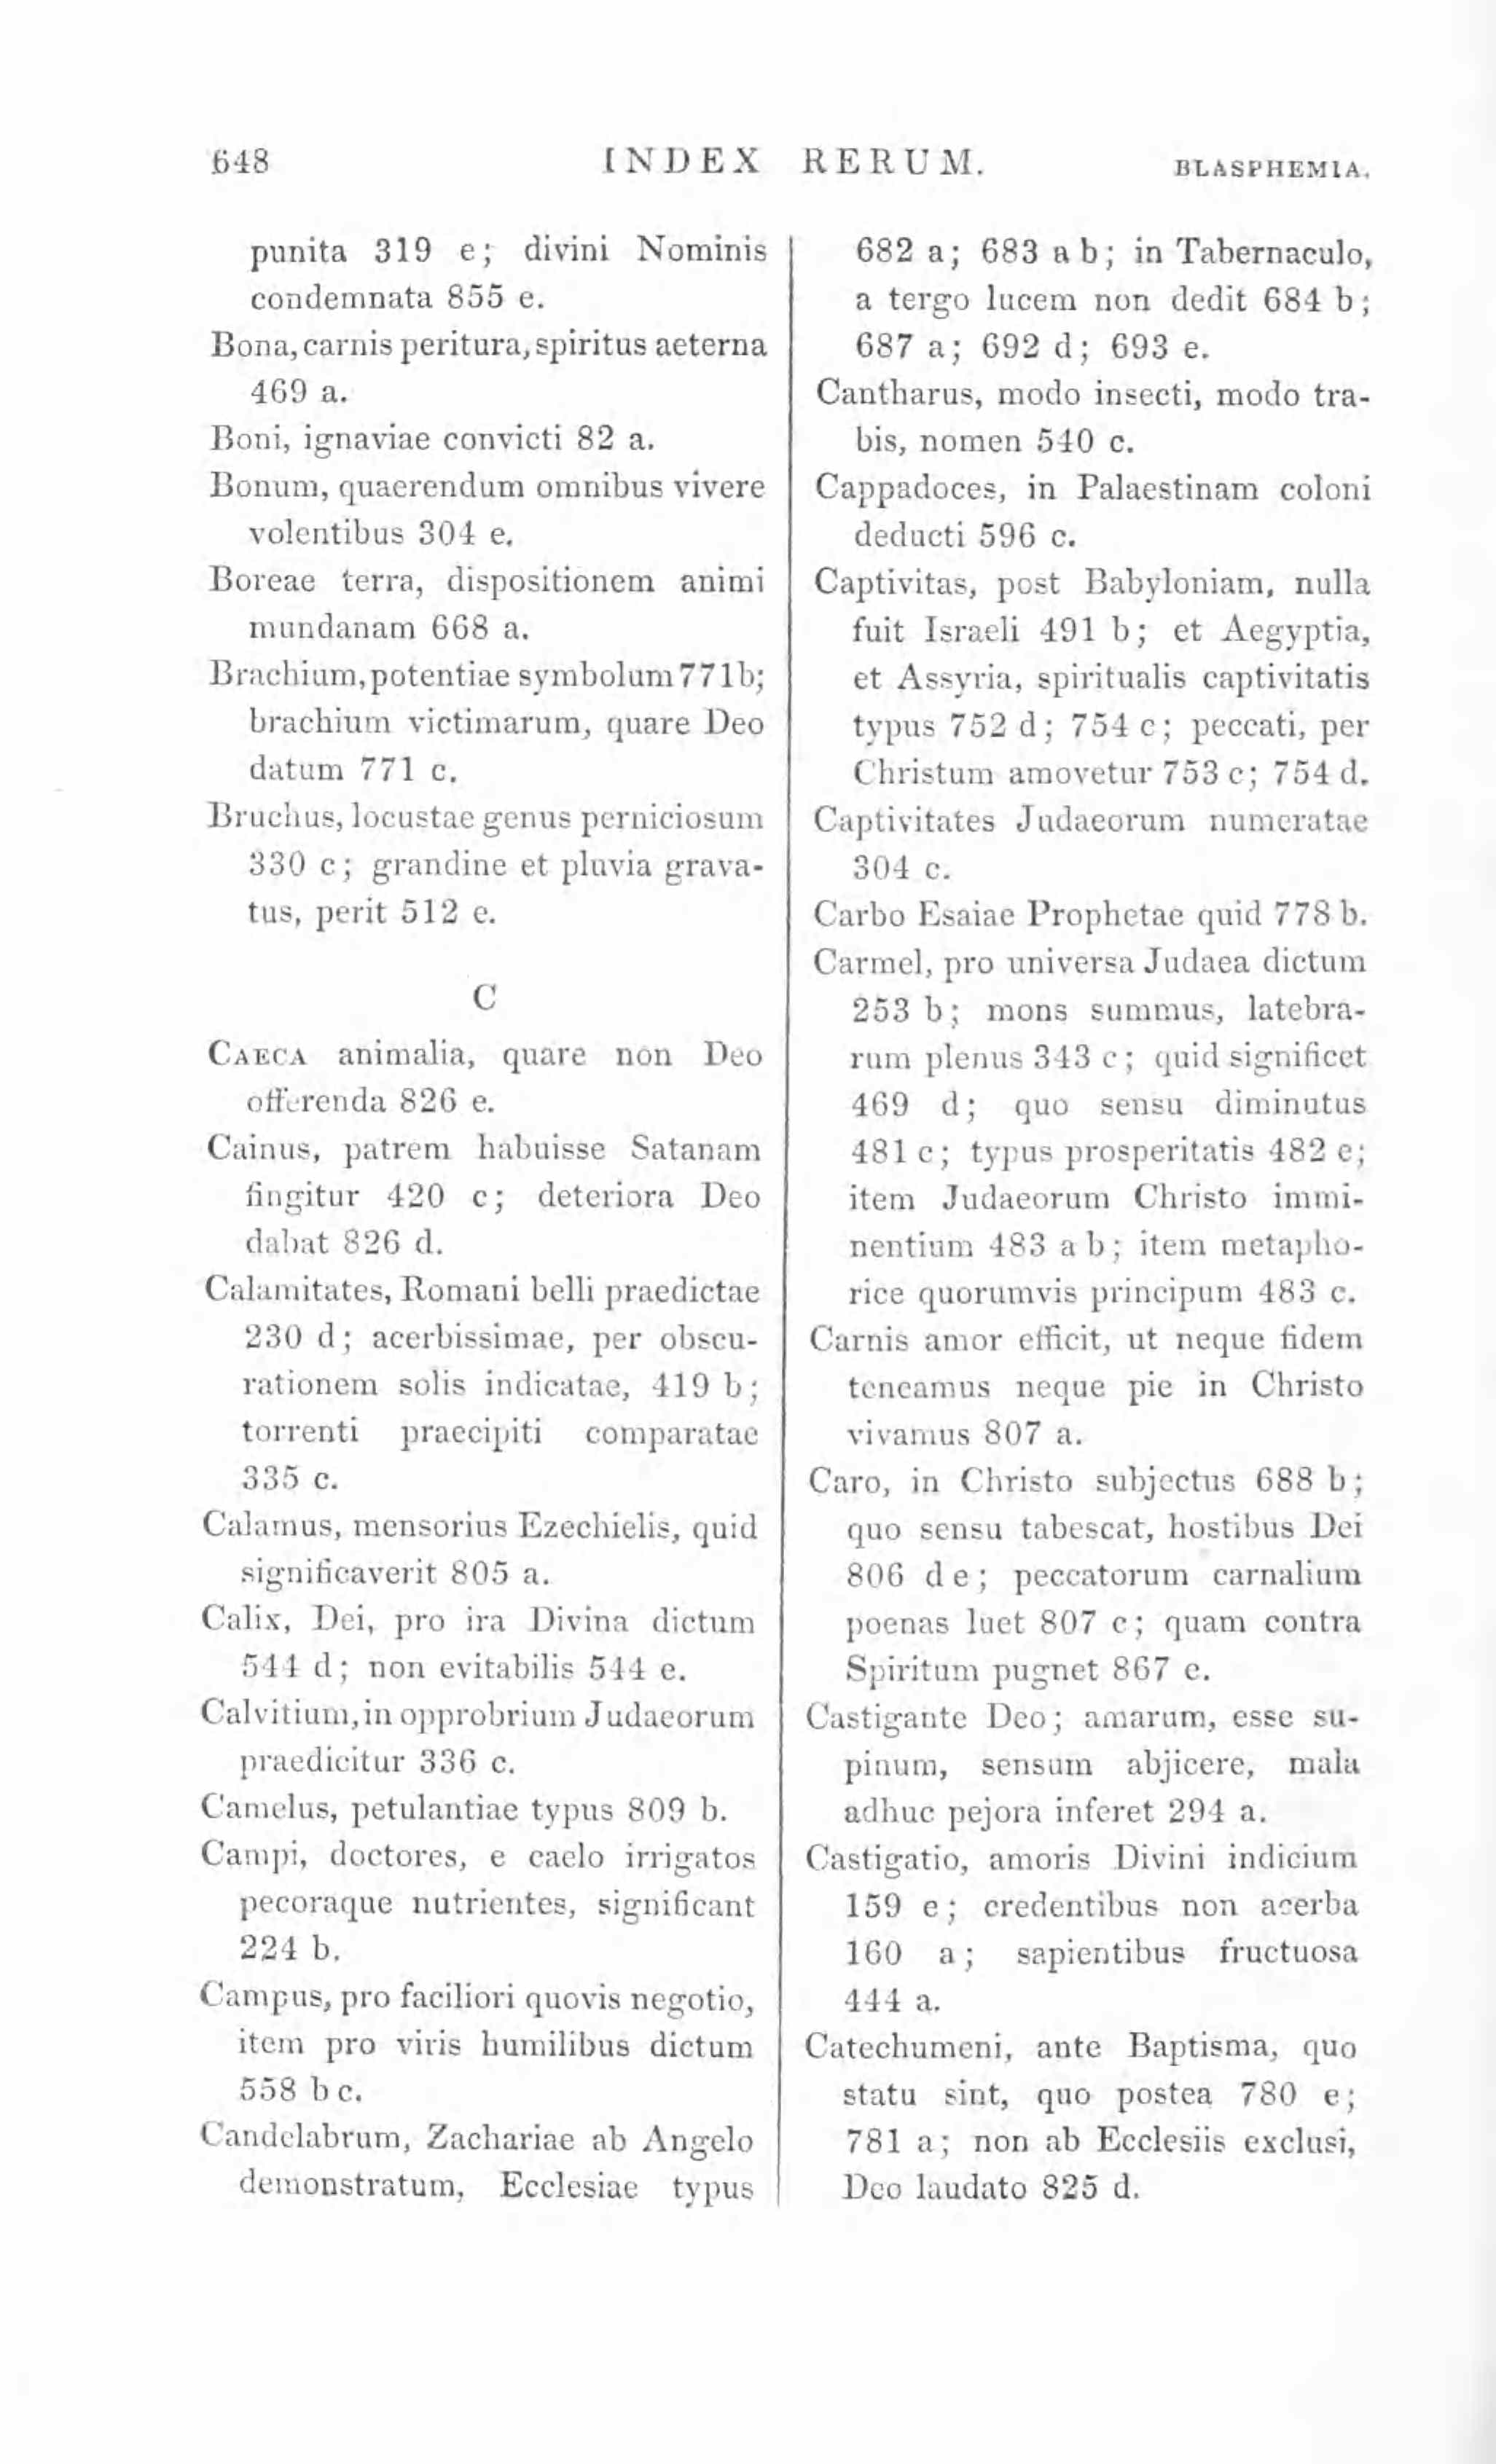 648 INDEX RERUM. BLASPHEMIA.
punita 319 e; divini Nominis
condemnata 855 e.
Bona, carnis peritura, spiritus aeterna
469 a.
Boni, ignaviae convicti 82 a.
Bonum, quaerendum omnibus vivere
volentibus 304 e.
Boreae terra, dispositionem animi
mundanam 668 a.
Brachium, potentiae symbolum 771 b;
brachium victimarum, quare Deo
datum 771 c.
Bruchus, locustae genus perniciosum
330 c; grandine et pluvia grava-
tus, perit 512 e.
C
CAECA animalia, quare non Deo
offerenda 826 e.
Cainus, patrem habuisse Satanam
fingitur 420 c; deteriora Deo
dabat 826 d.
Calamitates, Romani belli praedictae
230 d; acerbissimae, per obscu-
rationem solis indicatae, 419 b;
torrenti praecipiti comparatae
335 c.
Calamus, mensorius Ezechielis, quid
significaverit 805 a.
Calix, Dei, pro ira Divina dictum
544 d; non evitabilis 544 e.
Calvitium, in opprobrium Judaeorum
praedicitur 336 c.
Camelus, petulantiae typus 809 b.
Campi, doctores, e caelo irrigatos
pecoraque nutrientes, significant
224 b.
Campus, pro faciliori quovis negotio,
item pro viris humilibus dictum
558 b c.
Candelabrum, Zachariae ab Angelo
demonstratum, Ecclesiae typus
682 a; 683 a b; in Tabernaculo,
a tergo lucem non dedit 684 b;
687 a; 692 d; 693 e.
Cantharus, modo insecti, modo tra-
bis, nomen 540 c.
Cappadoces, in Palaestinam coloni
deducti 596 c.
Captivitas, post Babyloniam, nulla
fuit Israeli 491 b; et Aegyptia,
et Assyria, spiritualis captivitatis
typus 752 d; 754 c; peccati, per
Christum amovetur 753 c; 754 d.
Captivitates Judaeorum numeratae
304 c.
Carbo Esaiae Prophetae quid 778 b.
Carmel, pro universa Judaea dictum
253 b; mons summus, latebra-
rum plenus 343 c; quid significet
469 d; quo sensu diminutus
481 c; typus prosperitatis 482 e;
item Judaeorum Christo immi-
nentium 483 a b; item metapho-
rice quorumvis principum 483 c.
Carnis amor efficit, ut neque fidem
teneamus neque pie in Christo
vivamus 807 a.
Caro, in Christo subjectus 688 b;
quo sensu tabescat, hostibus Dei
806 d e; peccatorum carnalium
poenas luet 807 c; quam contra
Spiritum pugnet 867 e.
Castigante Deo; amarum, esse su-
pinum, sensum abjicere, mala
adhuc pejora inferet 294 a.
Castigatio, amoris Divini indicium
159 e; credentibus non acerba
160 a; sapientibus fructuosa
444 a.
Catechumeni, ante Baptisma, quo
statu sint, quo postea 780 e;
781 a; non ab Ecclesiis exclusi,
Deo laudato 825 d.